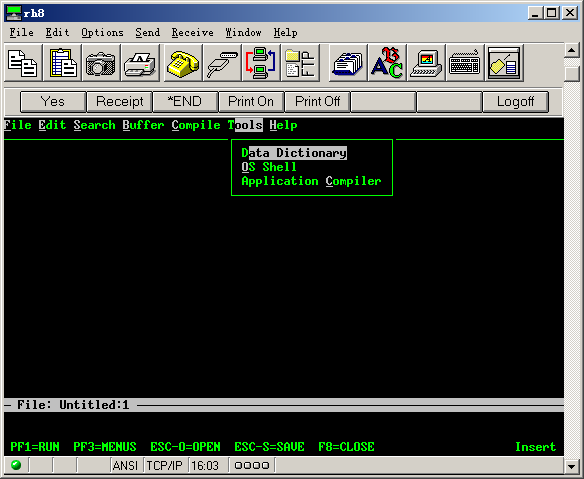 rh8
File Edit Options Send Receive Window Help
Yes Receipt *END Print On Print Off Logoff
File Edit Search Buffer Compile Tools Help
Data Dictionary
OS Shell
Application Compiler
File: Untitled:1
PF1=RUN PF3=MENUS ESC-O=OPEN ESC-S=SAVE F8=CLOSE Insert
ANSI TCP/IP 16:03